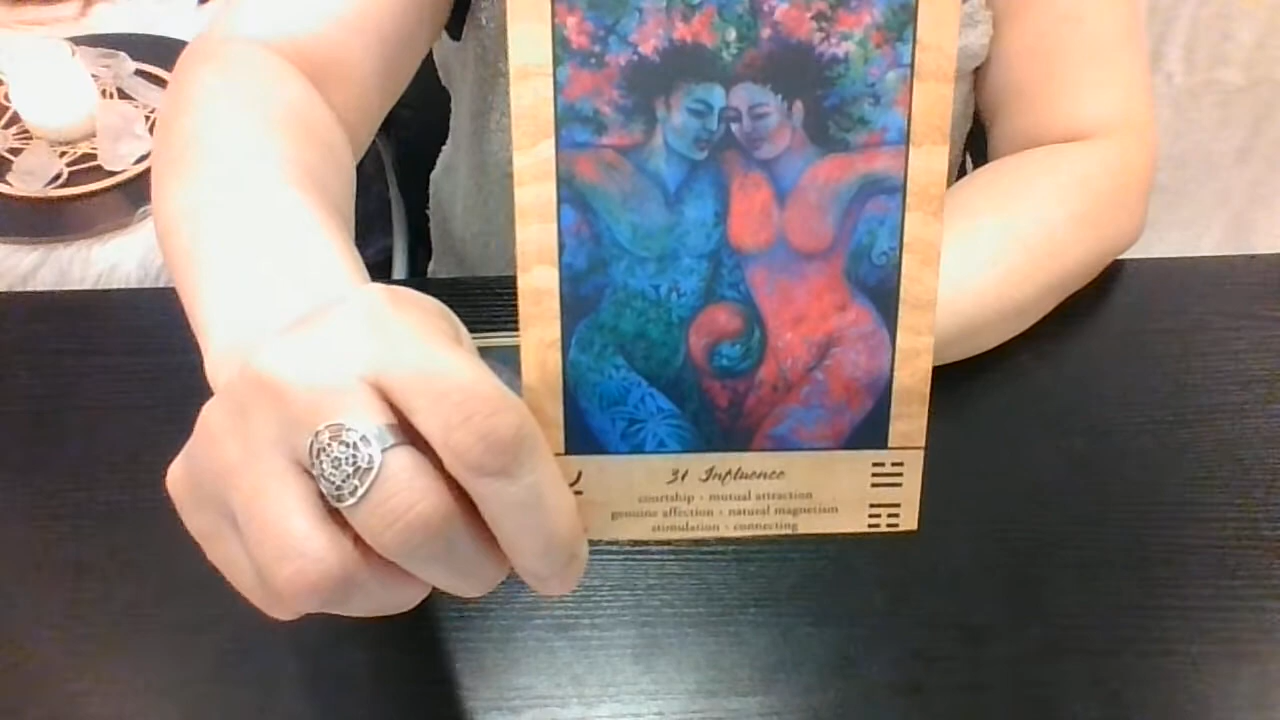 31 Influence
courtship - mutual attraction
genuine affection - natural magnetism
stimulation - connecting